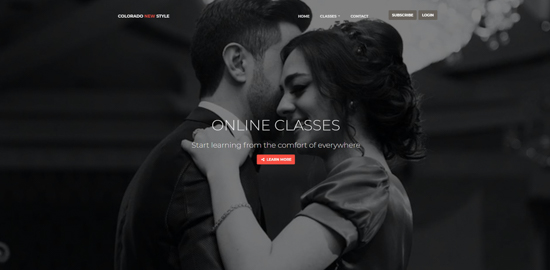 COLORADO NEW STYLE
HOME CLASSES CONTACT SUBSCRIBE LOGIN
ONLINE CLASSES
Start learning from the comfort of everywhere
LEARN MORE